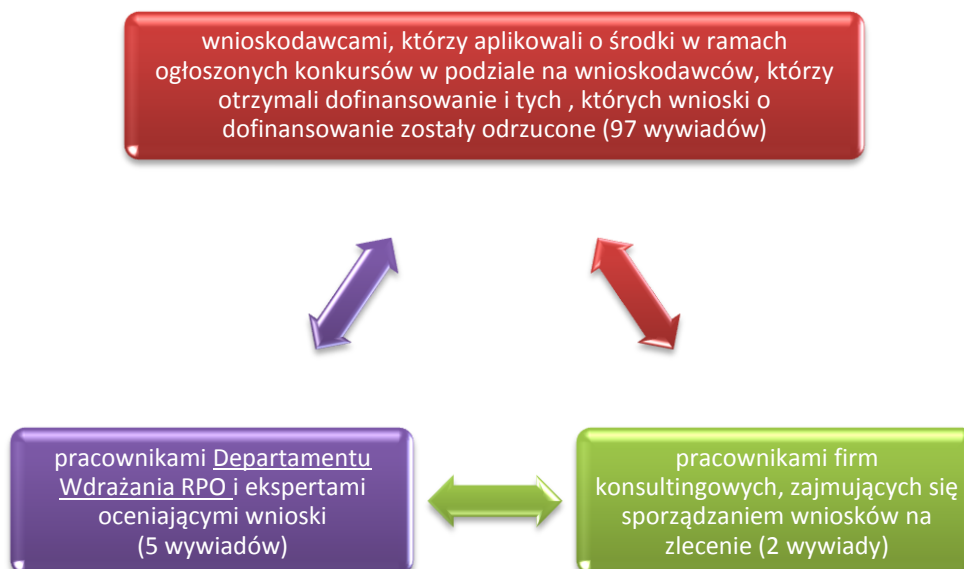 wnioskodawcami, którzy aplikowali o środki w ramach
ogłoszonych konkursów w podziale na wnioskodawców, którzy
otrzymali dofinansowanie i tych , których wnioski o
dofinansowanie zostały odrzucone (97 wywiadów)
pracownikami Departamentu
Wdrażania RPO i ekspertami
oceniającymi wnioski
(5 wywiadów)
pracownikami firm
konsultingowych, zajmujących się
sporządzaniem wniosków na
zlecenie (2 wywiady)